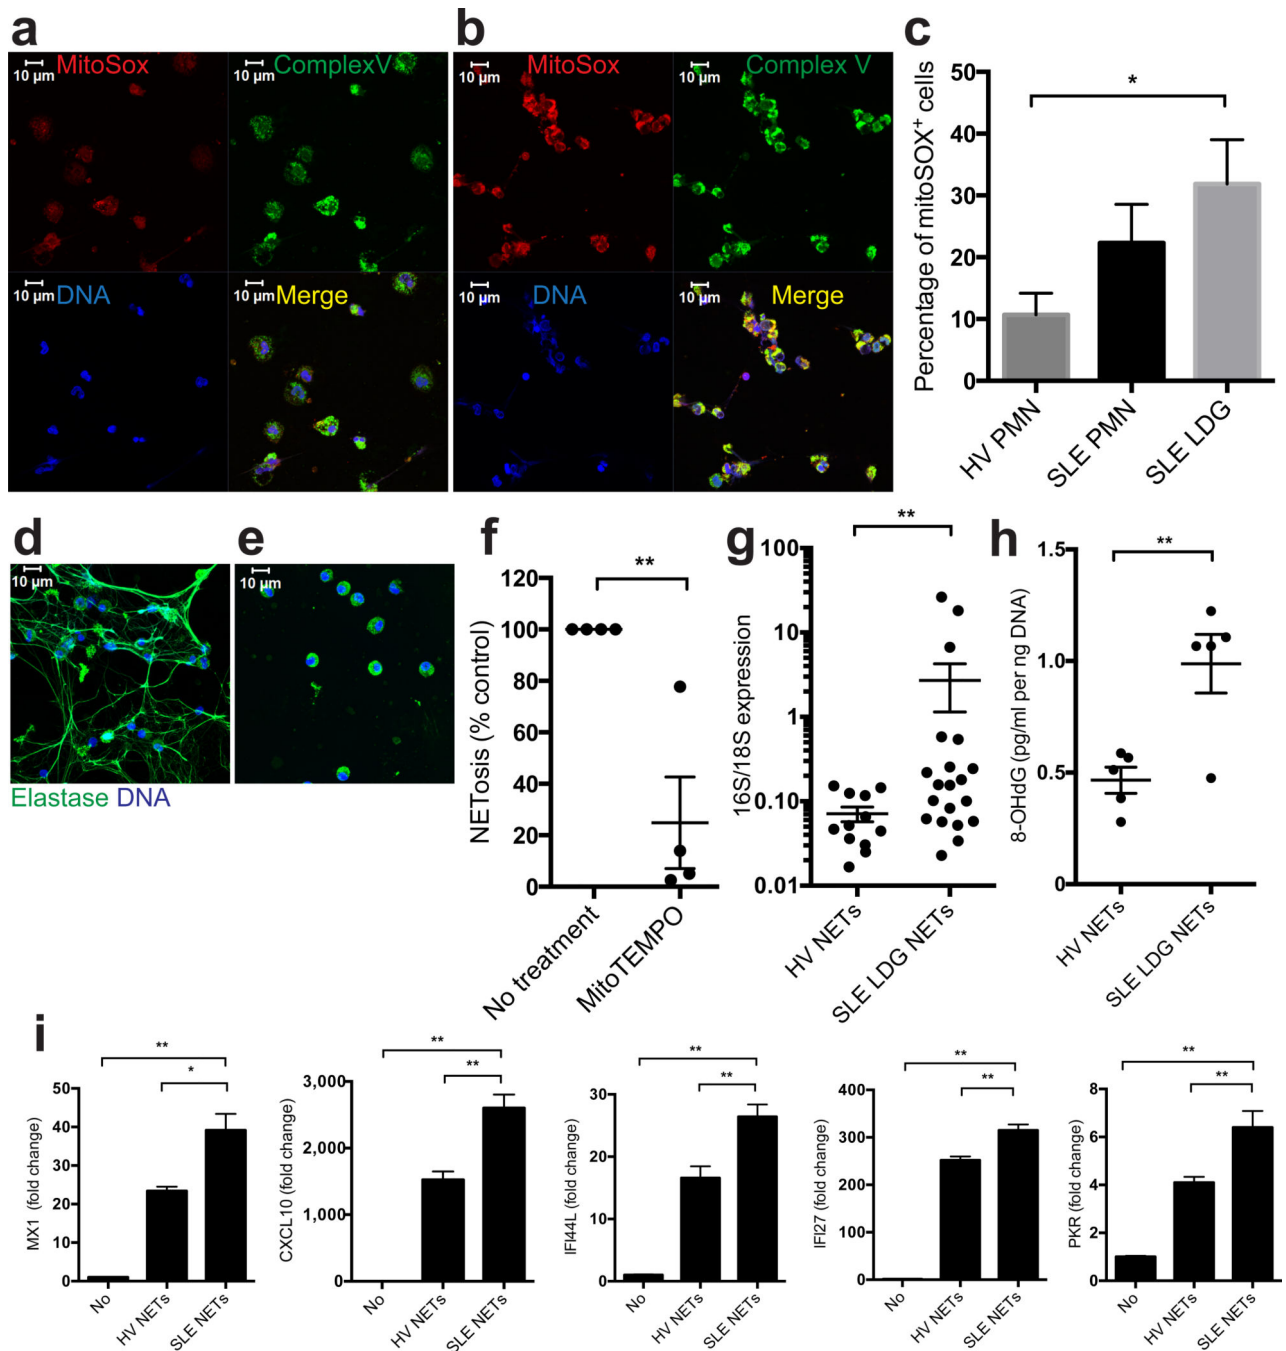 a
10 µm
MitoSox
10 µm
ComplexV
10 µm
DNA
10 µm
Merge
b
10 µm
MitoSox
10 µm
Complex V
10 µm
DNA
10 µm
Merge
c
Percentage of mitoSOX+ cells
50
40
30
20
10
0
*
HV PMN
SLE PMN
SLE LDG
d
10 µm
e
10 µm
Elastase DNA
f
NETosis (% control)
120
100
80
60
40
20
0
**
No treatment
MitoTEMPO
g
16S/18S expression
100
10
1
0.10
0.01
**
HV NETs
SLE LDG NETs
h
8-OHdG (pg/ml per ng DNA)
1.5
1.0
0.5
0
**
HV NETs
SLE LDG NETs
i
MX1 (fold change)
50
40
30
20
10
0
**
*
No
HV NETs
SLE NETs
CXCL10 (fold change)
3,000
2,000
1,000
0
**
**
No
HV NETs
SLE NETs
IFI44L (fold change)
30
20
10
0
**
**
No
HV NETs
SLE NETs
IFI27 (fold change)
400
300
200
100
0
**
**
No
HV NETs
SLE NETs
PKR (fold change)
8
6
4
2
0
**
**
No
HV NETs
SLE NETs